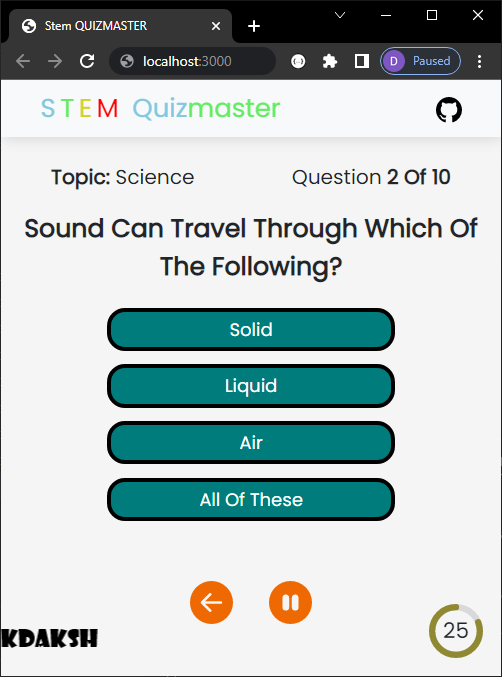 Stem QUIZMASTER
localhost:3000
D Paused
STEM Quizmaster
Topic: Science
Question 2 Of 10
Sound Can Travel Through Which Of
The Following?
Solid
Liquid
Air
All Of These
KDAKSH
25